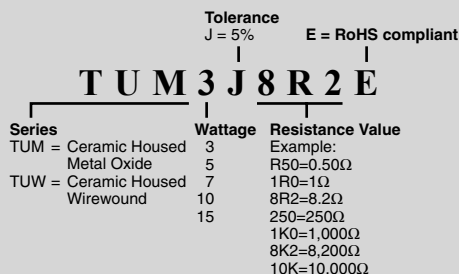 Tolerance
J = 5% E = RoHS compliant
T U M 3 J 8 R 2 E
Series Wattage Resistance Value
TUM = Ceramic Housed 3 Example:
Metal Oxide 5 R50=0.50Ω
TUW = Ceramic Housed 7 1R0=1Ω
Wirewound 10 8R2=8.2Ω
15 250=250Ω
1K0=1,000Ω
8K2=8,200Ω
10K=10,000Ω